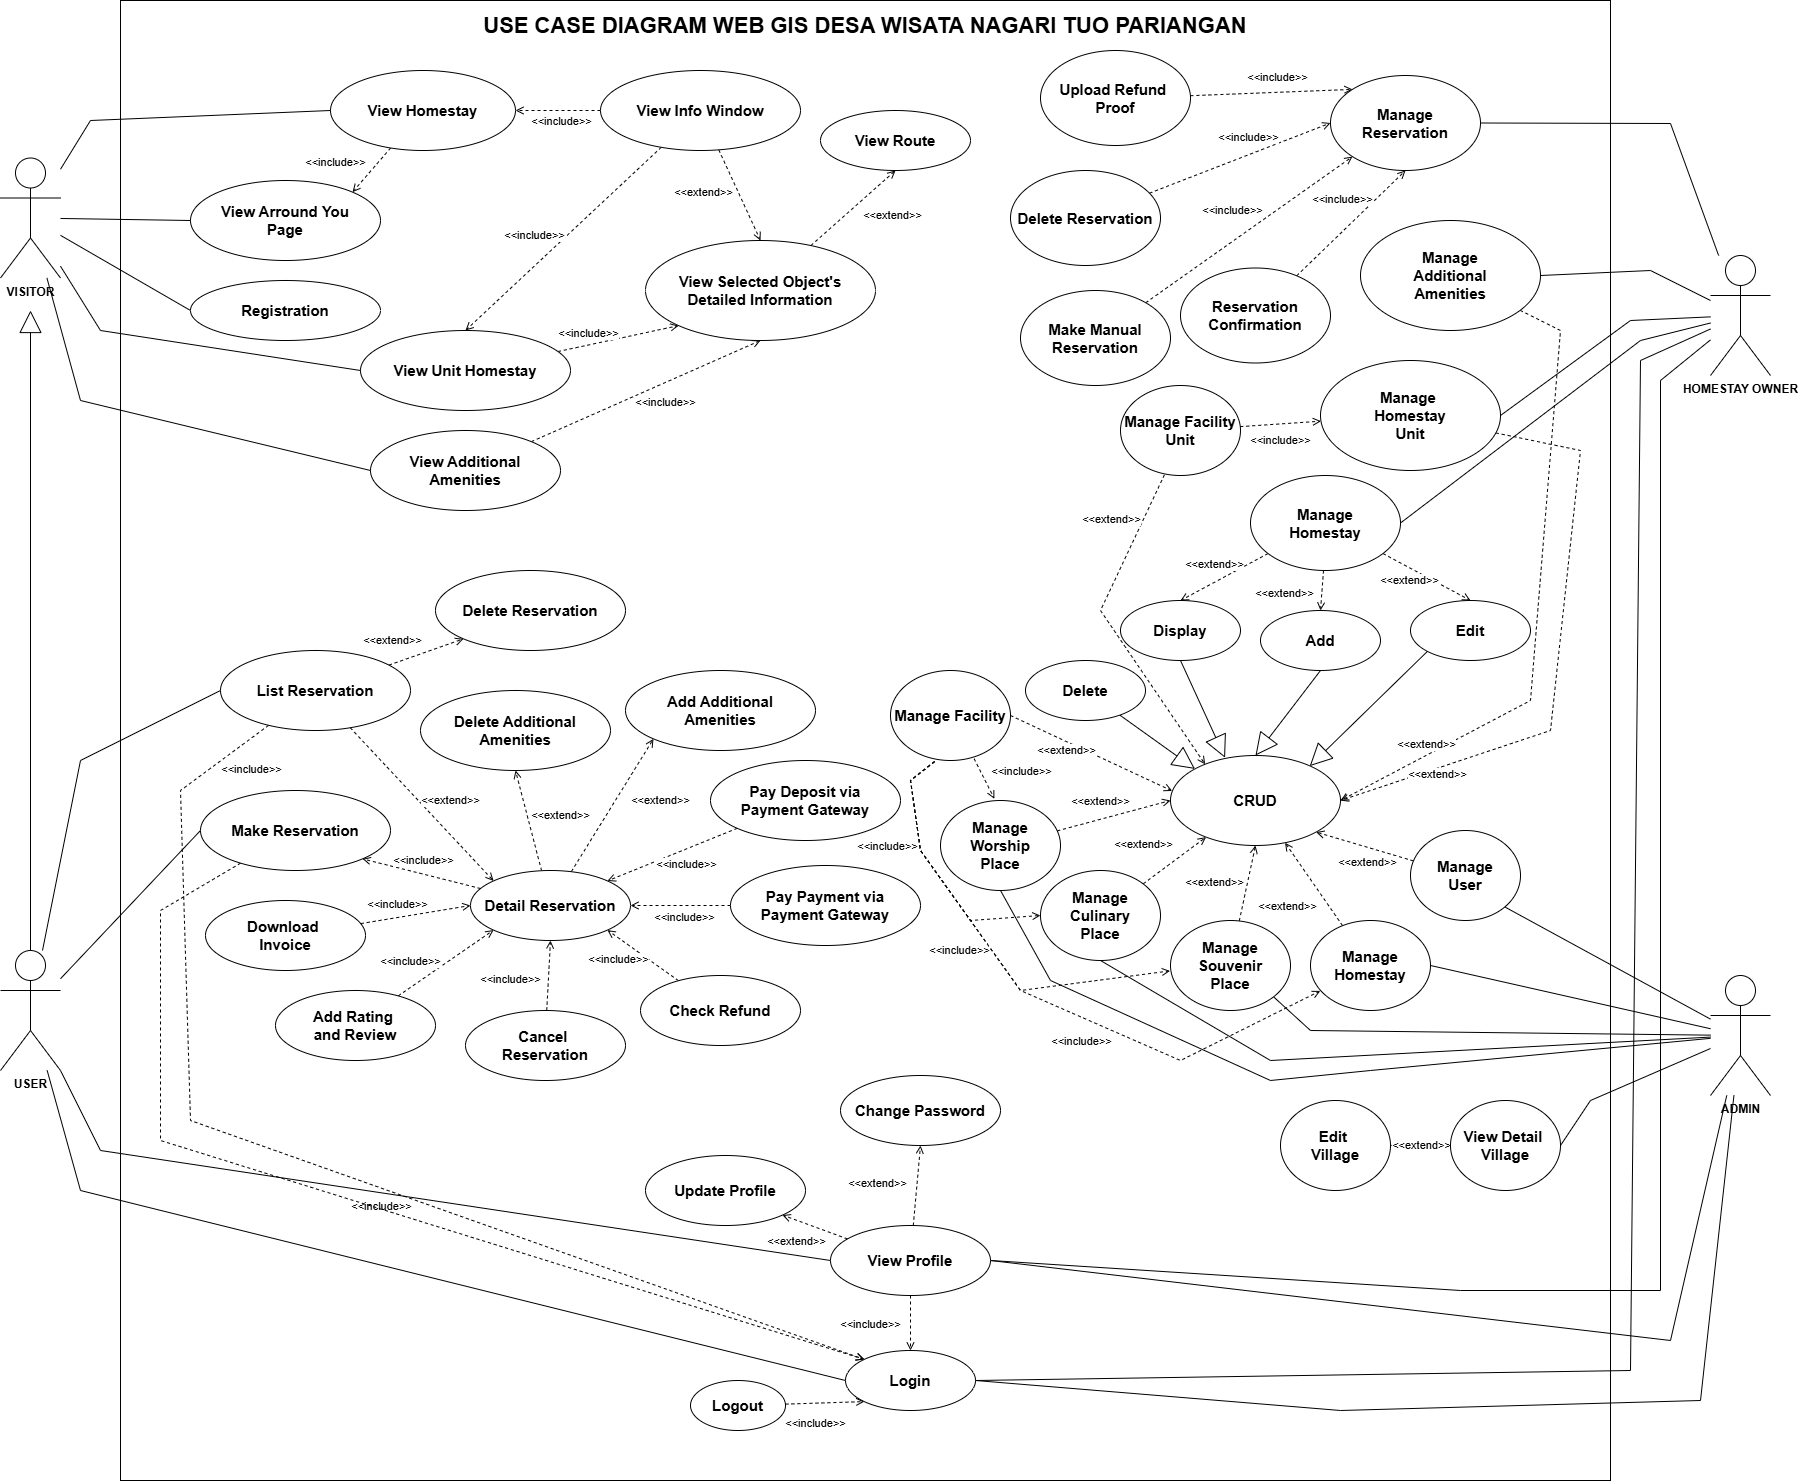 USE CASE DIAGRAM WEB GIS DESA WISATA NAGARI TUO PARIANGAN
View Homestay
<<include>>
View Info Window
<<include>>
View Arround You
Page
VISITOR
Registration
<<extend>>
View Route
<<extend>>
<<include>>
View Selected Object's
Detailed Information
<<include>>
View Unit Homestay
<<include>>
View Additional
Amenities
Upload Refund
Proof
<<include>>
Manage
Reservation
<<include>>
Delete Reservation
<<include>>
<<include>>
Make Manual
Reservation
Reservation
Confirmation
Manage
Additional
Amenities
HOMESTAY OWNER
Manage Facility
Unit
<<include>>
Manage
Homestay
Unit
<<extend>>
Manage
Homestay
<<extend>>
<<extend>>
<<extend>>
Display
Add
Edit
Delete
Delete Reservation
<<extend>>
List Reservation
<<include>>
Delete Additional
Amenities
Add Additional
Amenities
<<extend>>
<<extend>>
<<extend>>
Pay Deposit via
Payment Gateway
Make Reservation
<<include>>
<<include>>
Detail Reservation
<<include>>
Pay Payment via
Payment Gateway
<<include>>
Download
Invoice
<<include>>
<<include>>
<<include>>
Add Rating
and Review
Cancel
Reservation
Check Refund
USER
Manage Facility
<<extend>>
<<include>>
<<extend>>
<<extend>>
<<extend>>
CRUD
Manage
Worship
Place
<<include>>
<<extend>>
<<extend>>
<<extend>>
<<extend>>
Manage
User
Manage
Culinary
Place
<<include>>
Manage
Souvenir
Place
Manage
Homestay
<<include>>
ADMIN
Edit
Village
<<extend>>
View Detail
Village
Change Password
<<extend>>
Update Profile
<<extend>>
<<include>>
View Profile
<<include>>
Login
Logout
<<include>>